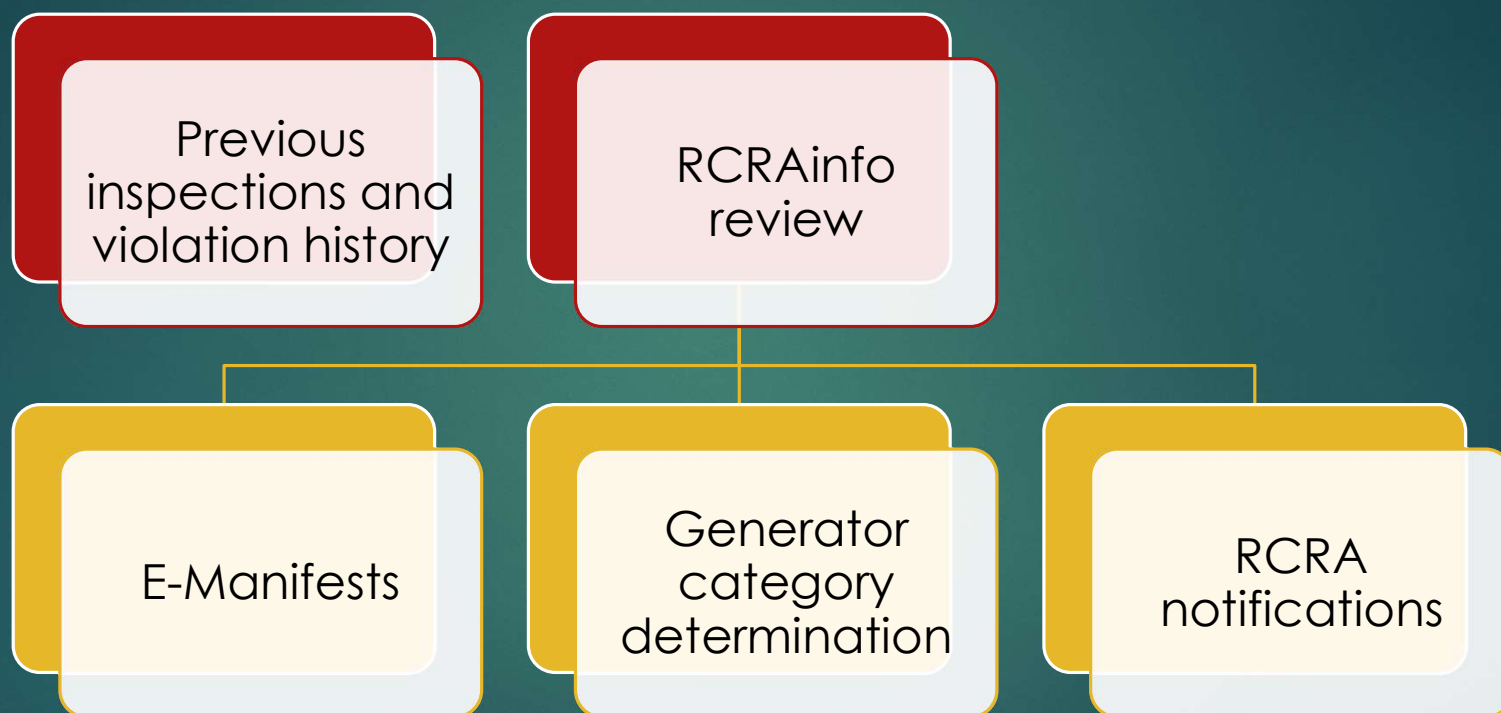 Previous
inspections and
violation history
RCRAinfo
review
E-Manifests
Generator
category
determination
RCRA
notifications